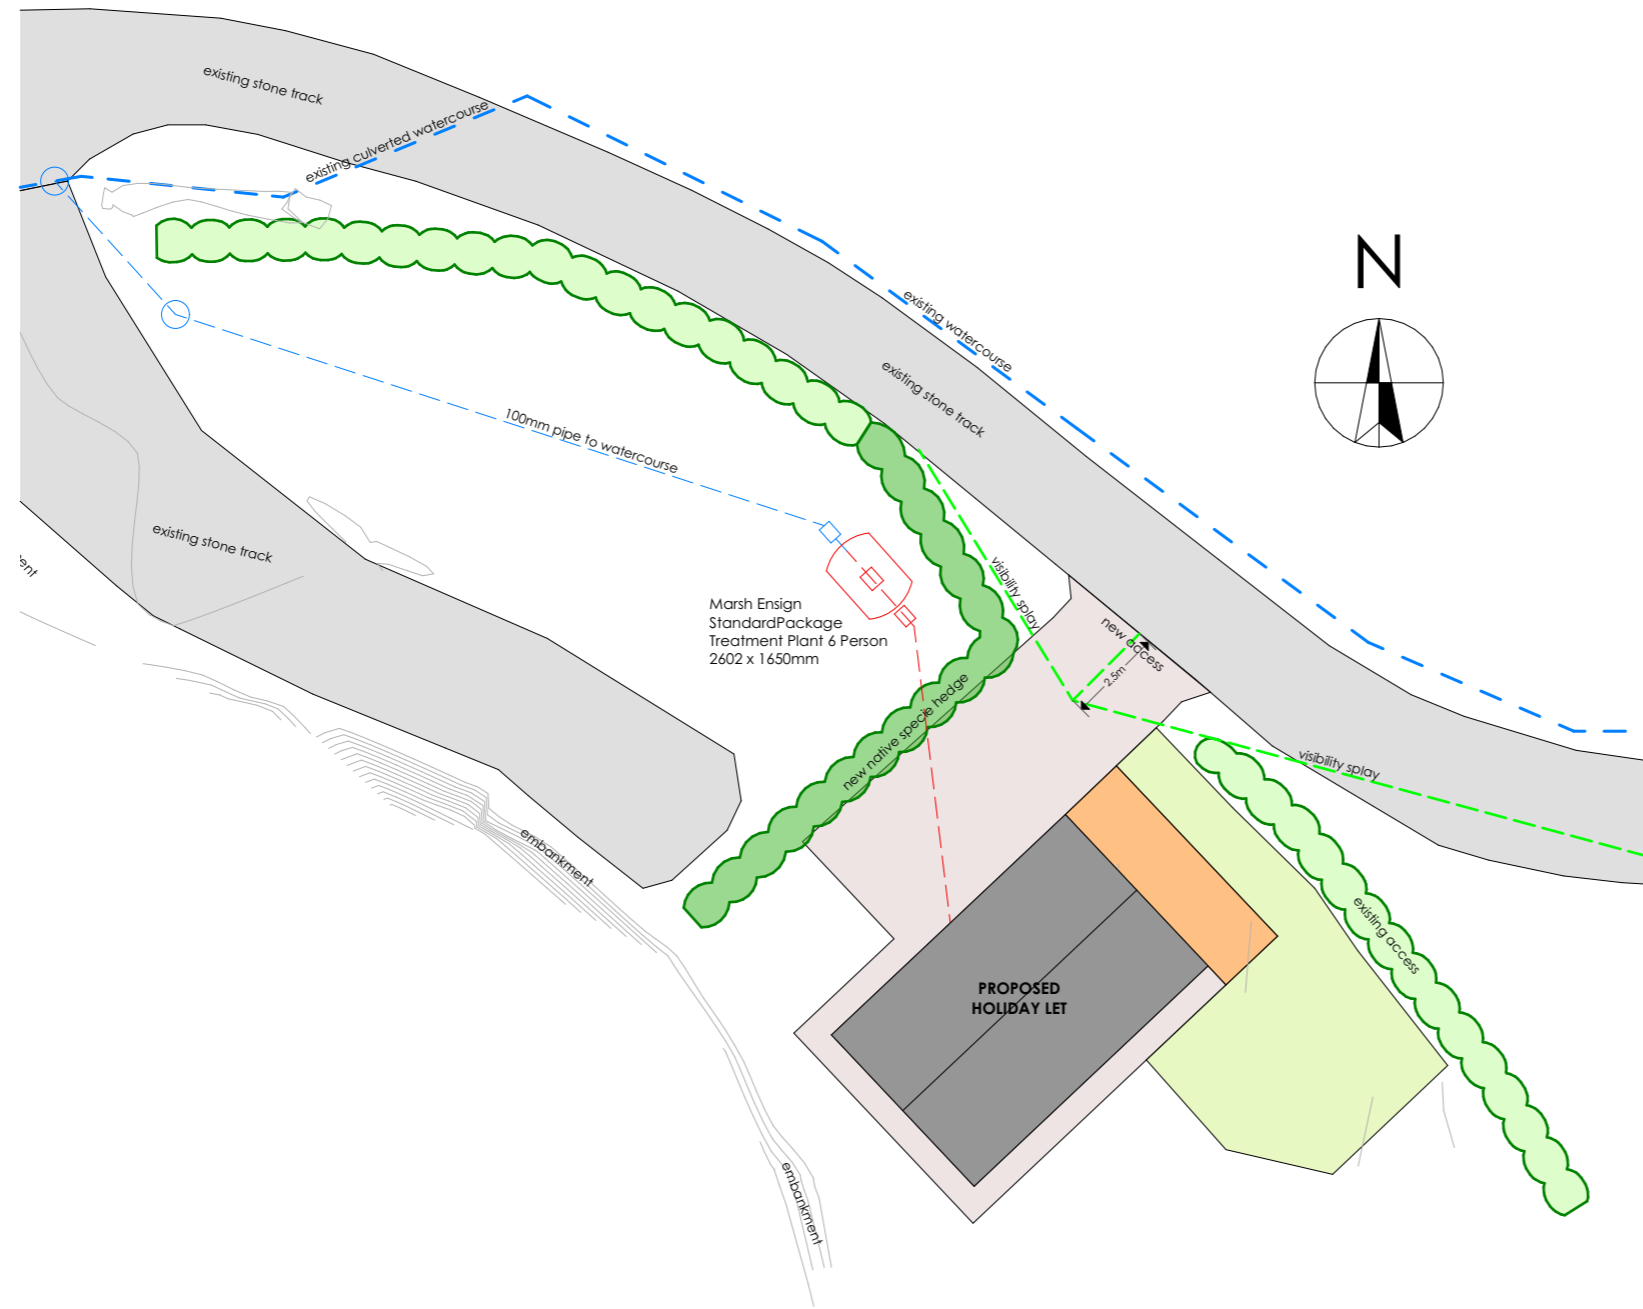 existing stone track
existing culverted watercourse
N
existing watercourse
existing stone track
100mm pipe to watercourse
existing stone track
visibility splay
Marsh Ensign
StandardPackage
Treatment Plant 6 Person
2602 x 1650mm
new access
2.5m
new native specie hedge
visibility splay
embankment
existing access
PROPOSED
HOLIDAY LET
embankment